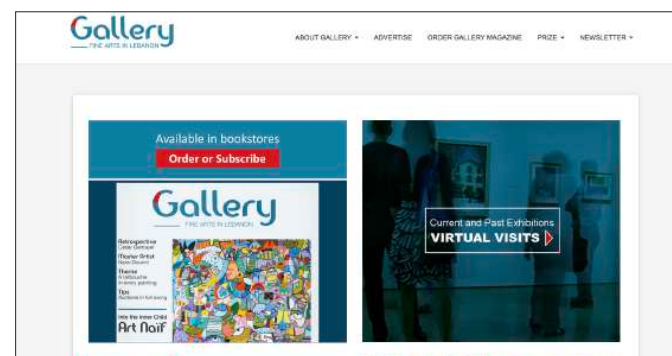 Gallery
FINE ARTS IN LEBANON
ABOUT GALLERY
ADVERTISE
ORDER GALLERY MAGAZINE
PRIZE
NEWSLETTER
Available in bookstores
Order or Subscribe
Gallery
FINE ARTS IN LEBANON
Retrospective
Master Artist
Theme
Tips
Into the Inner Child
Art Naïf
Current and Past Exhibitions
VIRTUAL VISITS